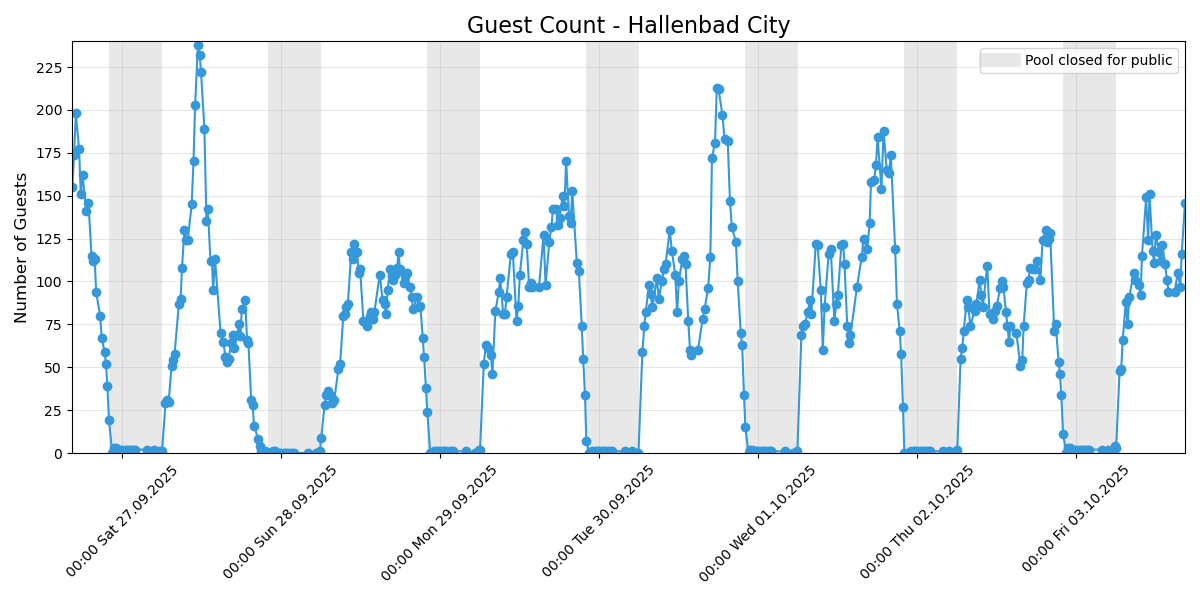 Guest Count - Hallenbad City
Pool closed for public
Number of Guests
225
200
175
150
125
100
75
50
25
0
00:00 Sat 27.09.2025
00:00 Sun 28.09.2025
00:00 Mon 29.09.2025
00:00 Tue 30.09.2025
00:00 Wed 01.10.2025
00:00 Thu 02.10.2025
00:00 Fri 03.10.2025